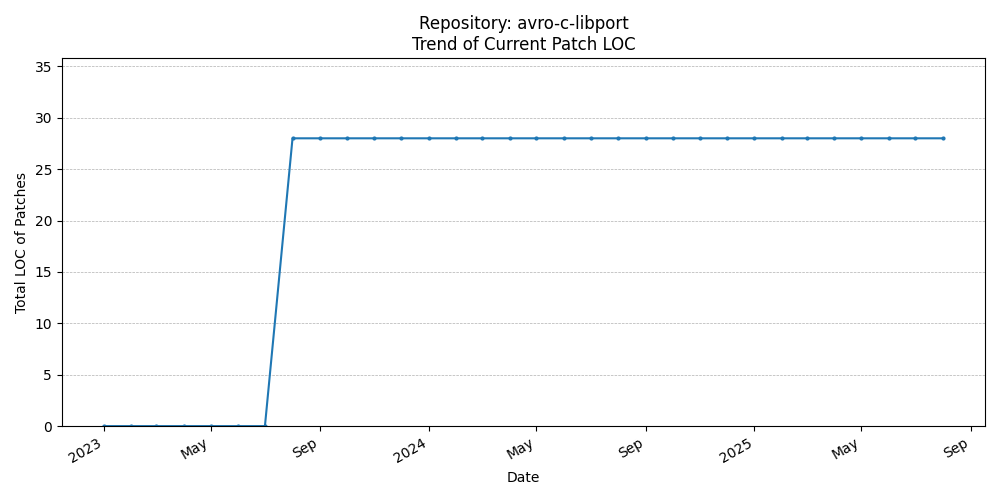 Repository: avro-c-libport
Trend of Current Patch LOC
35
30
25
20
15
10
5
0
Total LOC of Patches
2023
May
Sep
2024
May
Sep
2025
May
Sep
Date